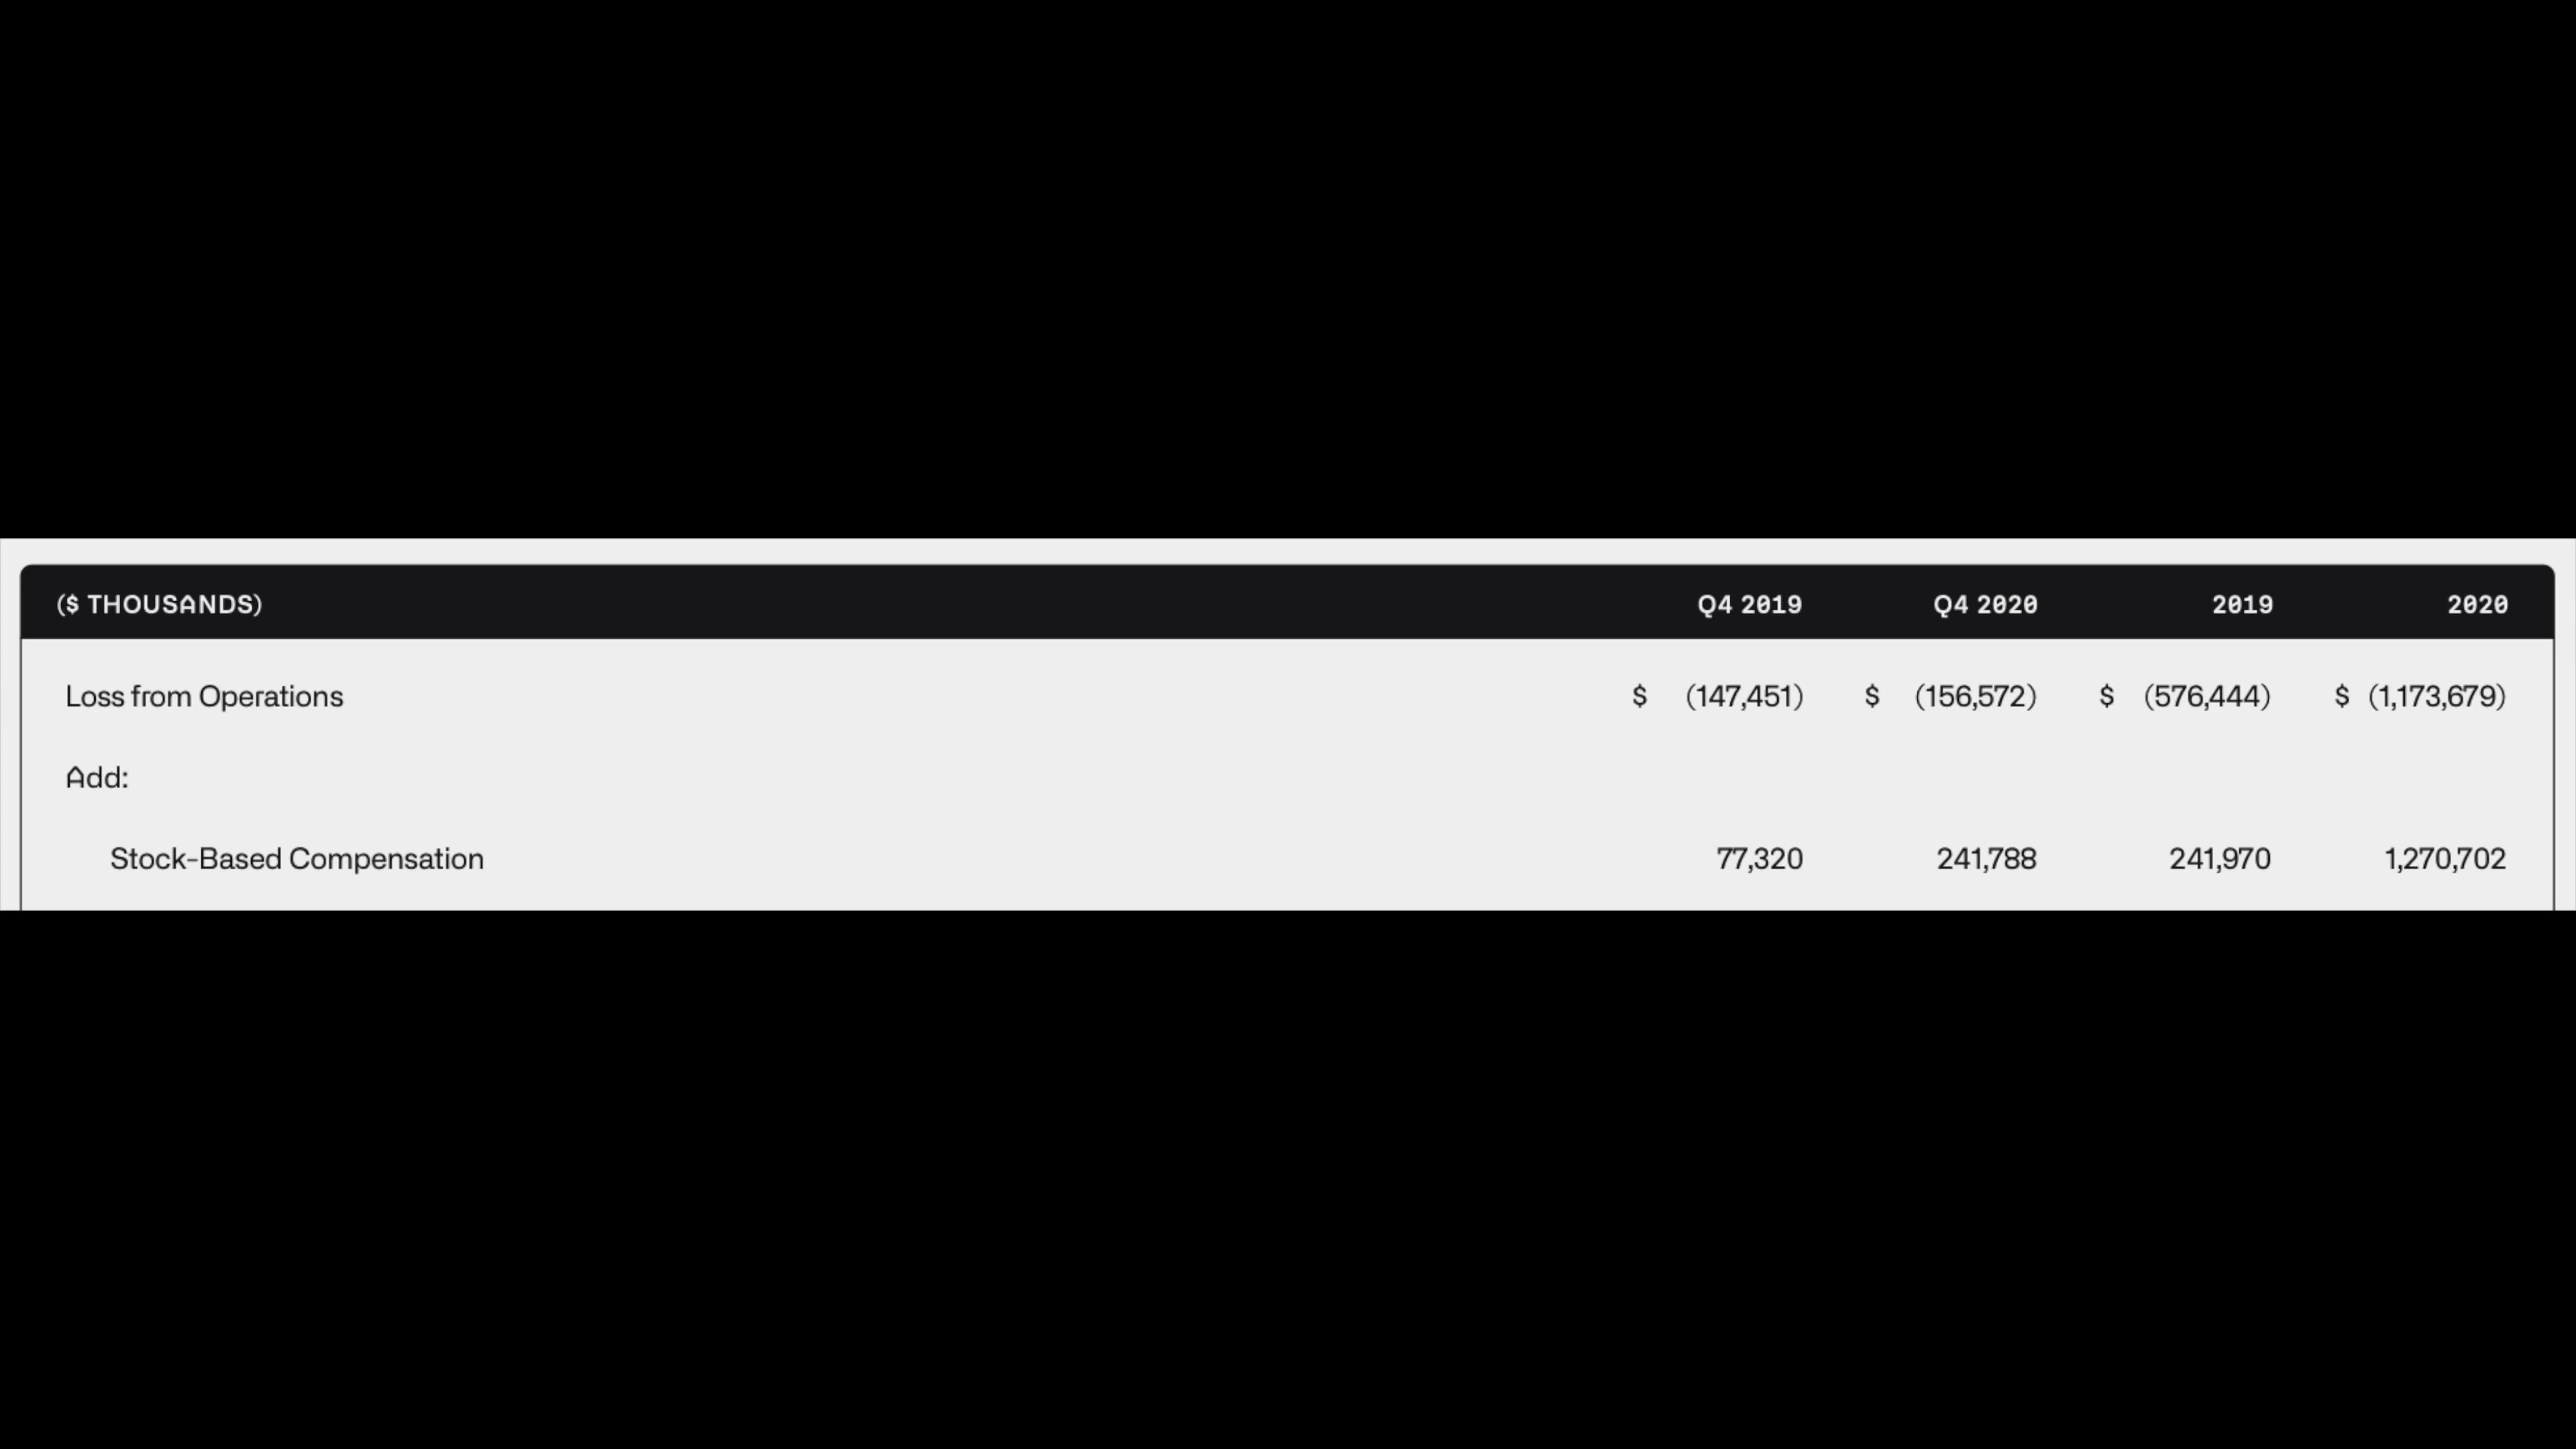 ($ THOUSANDS) Q4 2019 Q4 2020 2019 2020
Loss from Operations $ (147,451) $ (156,572) $ (576,444) $ (1,173,679)
Add:
Stock-Based Compensation 77,320 241,788 241,970 1,270,702